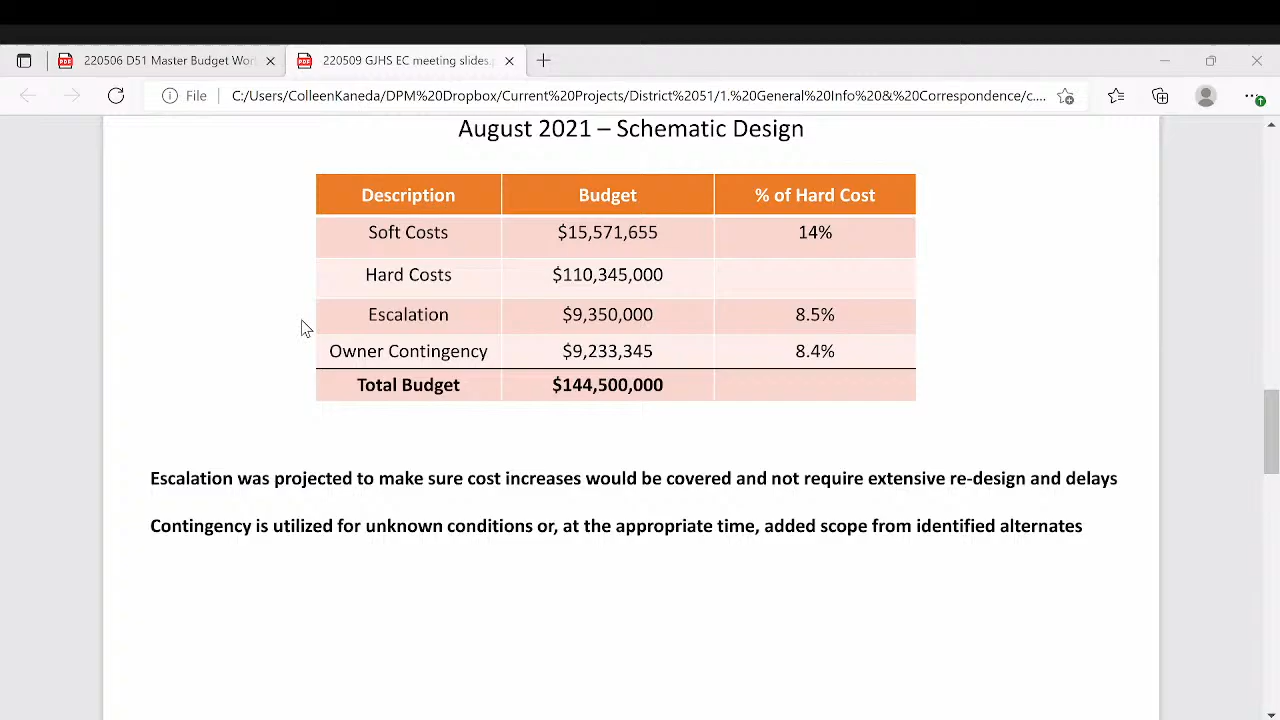 220506 D51 Master Budget Wor
220509 GJHS EC meeting slides.p
File
C:/Users/ColleenKaneda/DPM%20Dropbox/Current%20Projects/District%2051/1.%20General%20Info%20&%20Correspondence/c....
August 2021 – Schematic Design
Description Budget % of Hard Cost
Soft Costs $15,571,655 14%
Hard Costs $110,345,000
Escalation $9,350,000 8.5%
Owner Contingency $9,233,345 8.4%
Total Budget $144,500,000
Escalation was projected to make sure cost increases would be covered and not require extensive re-design and delays
Contingency is utilized for unknown conditions or, at the appropriate time, added scope from identified alternates